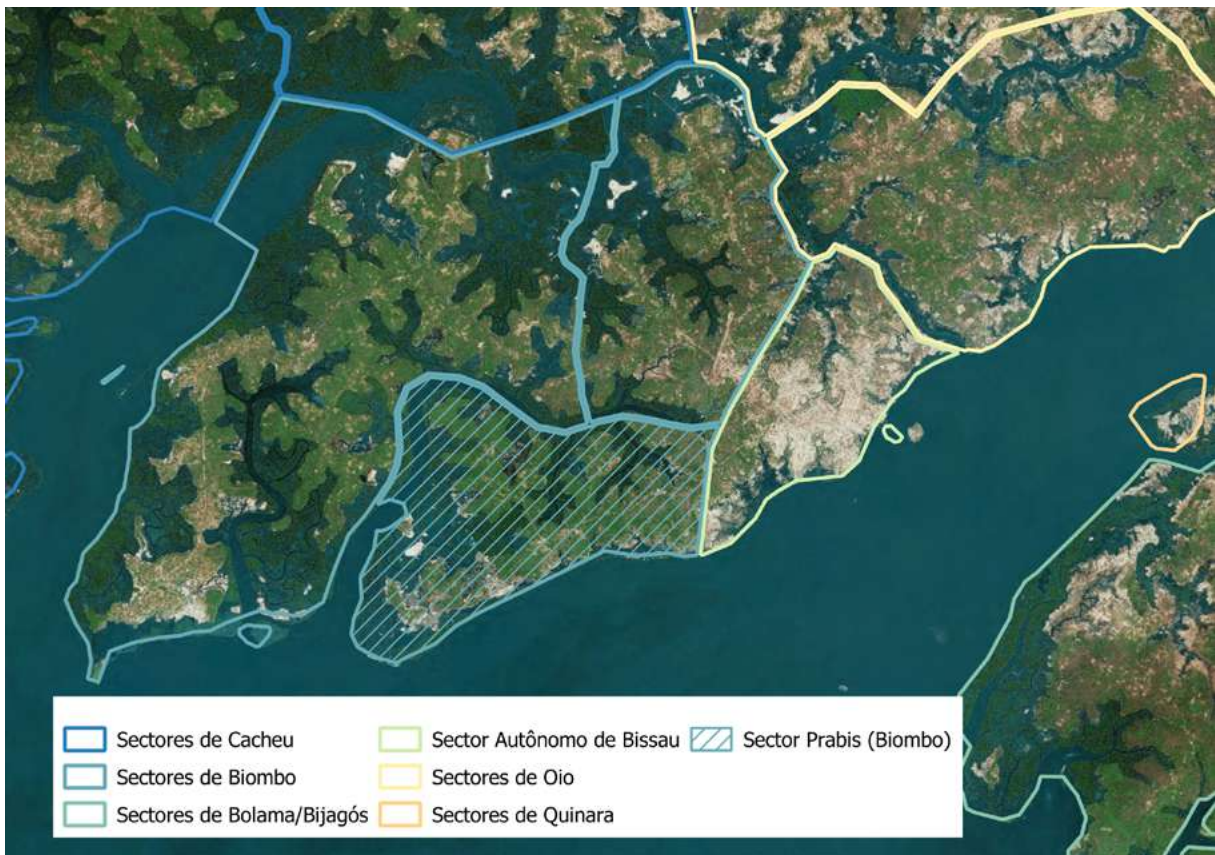 Sectores de Cacheu
Sectores de Biombo
Sectores de Bolama/Bijagós
Sector Autônomo de Bissau
Sectores de Oio
Sectores de Quinara
Sector Prabis (Biombo)